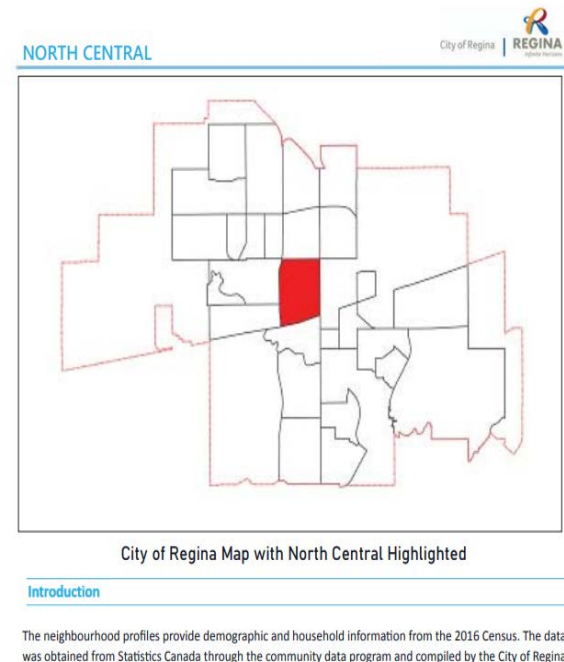 City of Regina
REGINA
Infinite Horizons
NORTH CENTRAL
City of Regina Map with North Central Highlighted
Introduction
The neighbourhood profiles provide demographic and household information from the 2016 Census. The data
was obtained from Statistics Canada through the community data program and compiled by the City of Regina